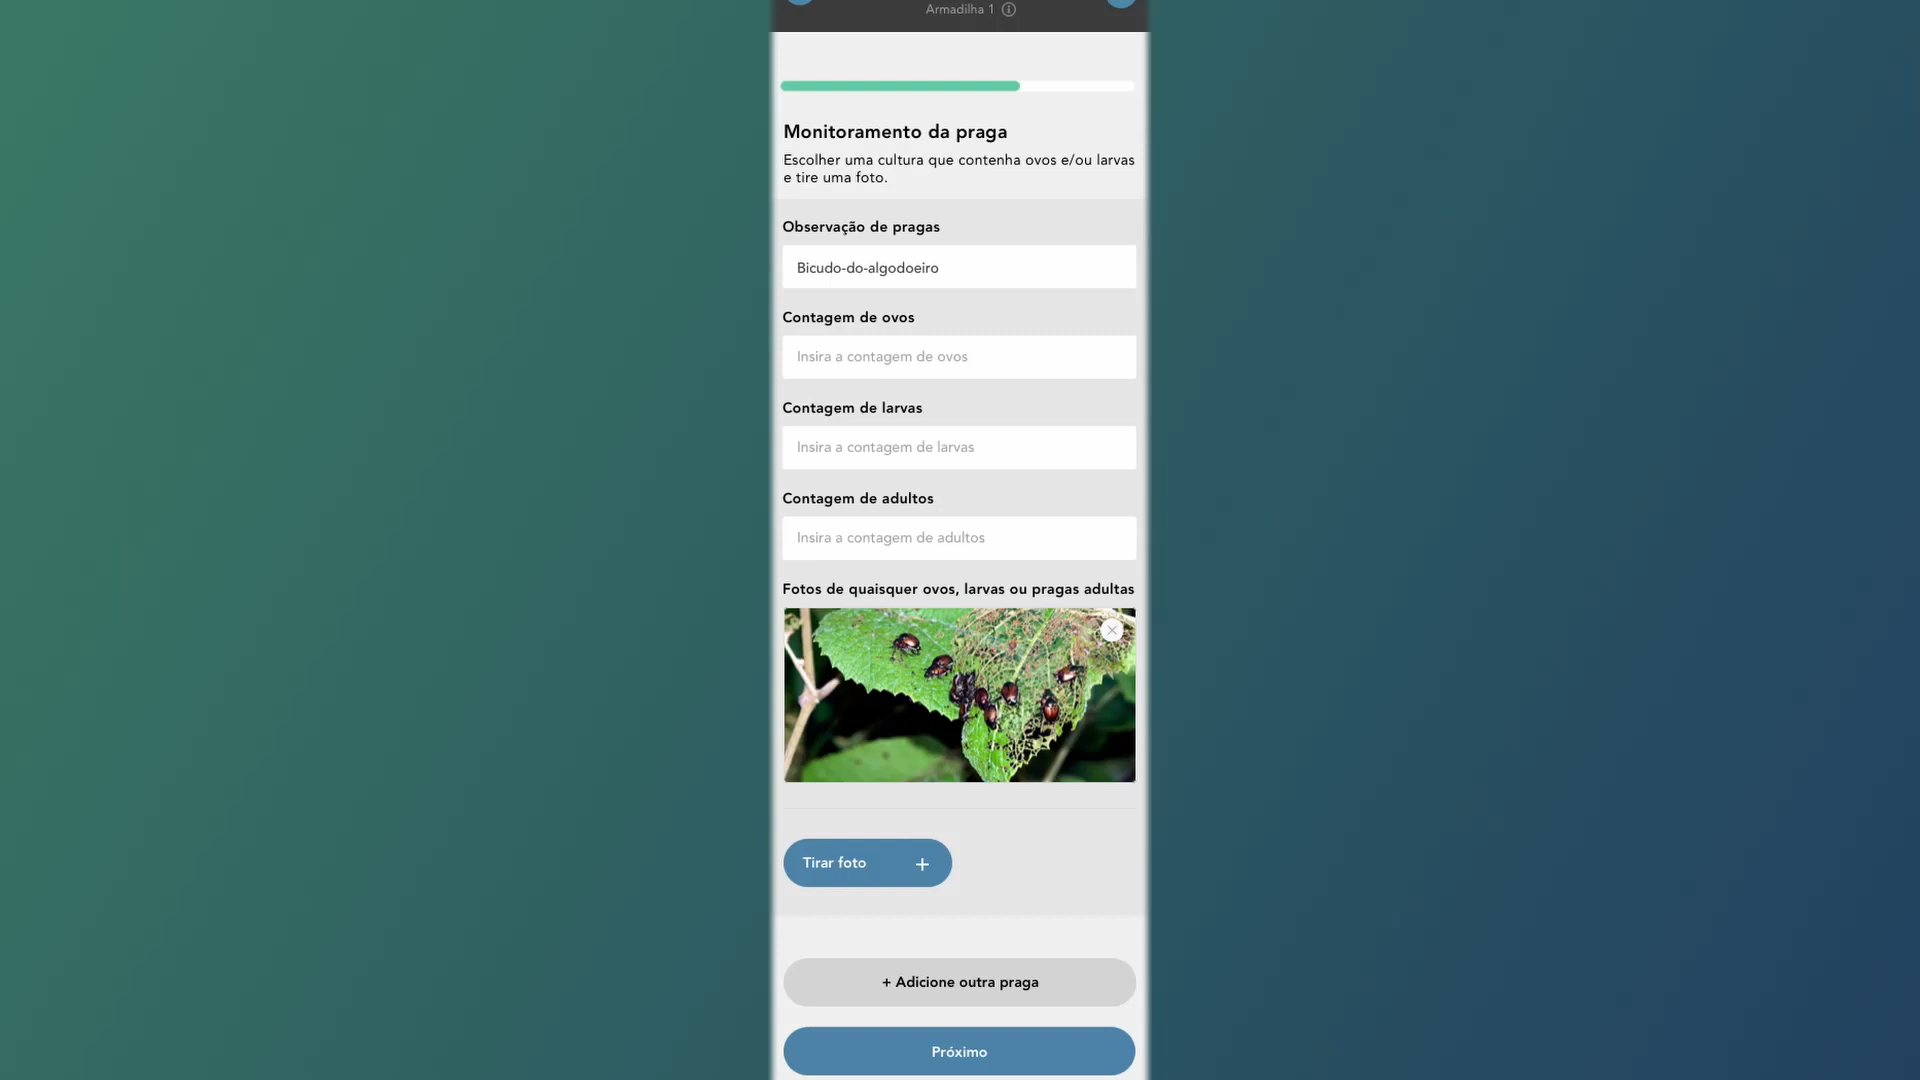 Armadilha 1
Monitoramento da praga
Escolher uma cultura que contenha ovos e/ou larvas
e tire uma foto.
Observação de pragas
Bicudo-do-algodoeiro
Contagem de ovos
Insira a contagem de ovos
Contagem de larvas
Insira a contagem de larvas
Contagem de adultos
Insira a contagem de adultos
Fotos de quaisquer ovos, larvas ou pragas adultas
Tirar foto +
+ Adicione outra praga
Próximo